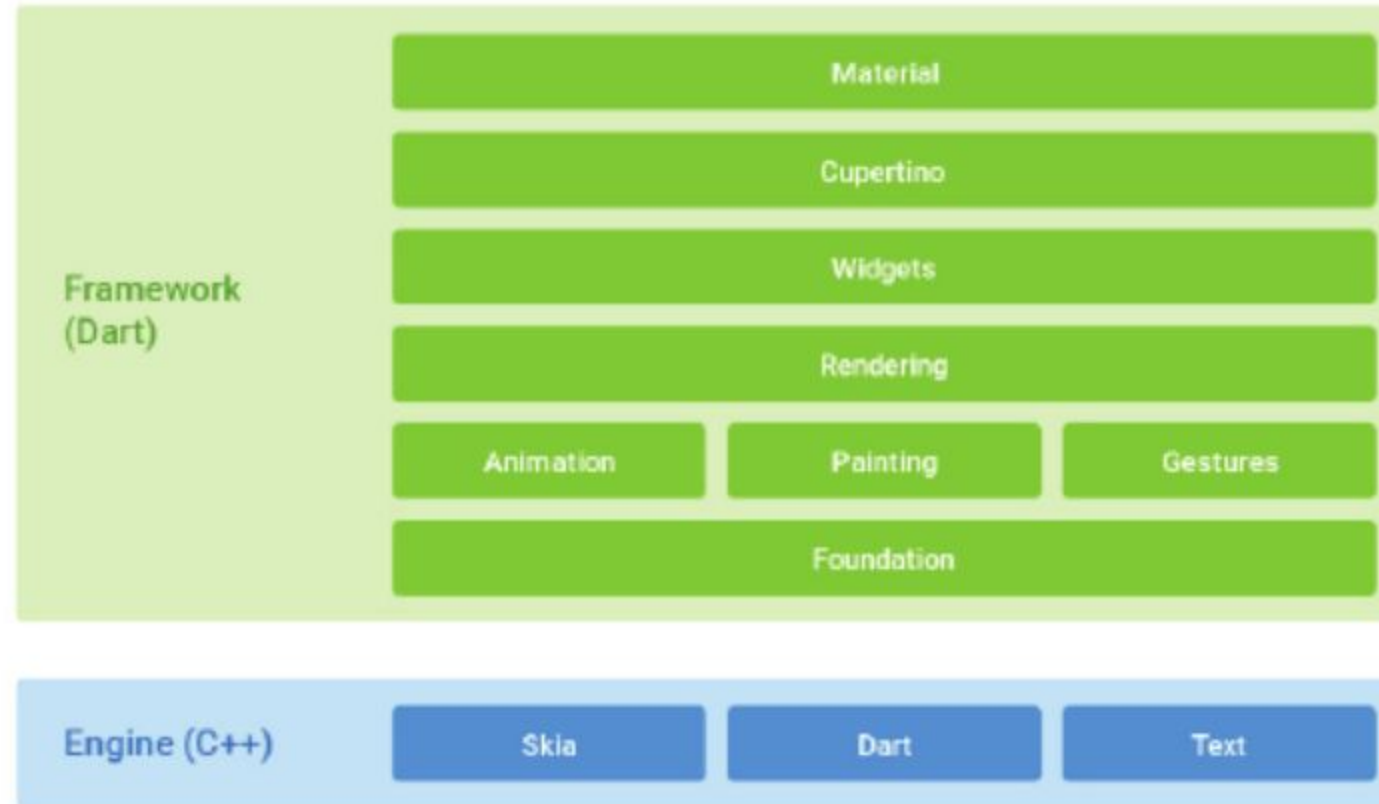 Material
Cupertino
Widgets
Framework
(Dart)
Rendering
Animation Painting Gestures
Foundation
Engine (C++) Skia Dart Text